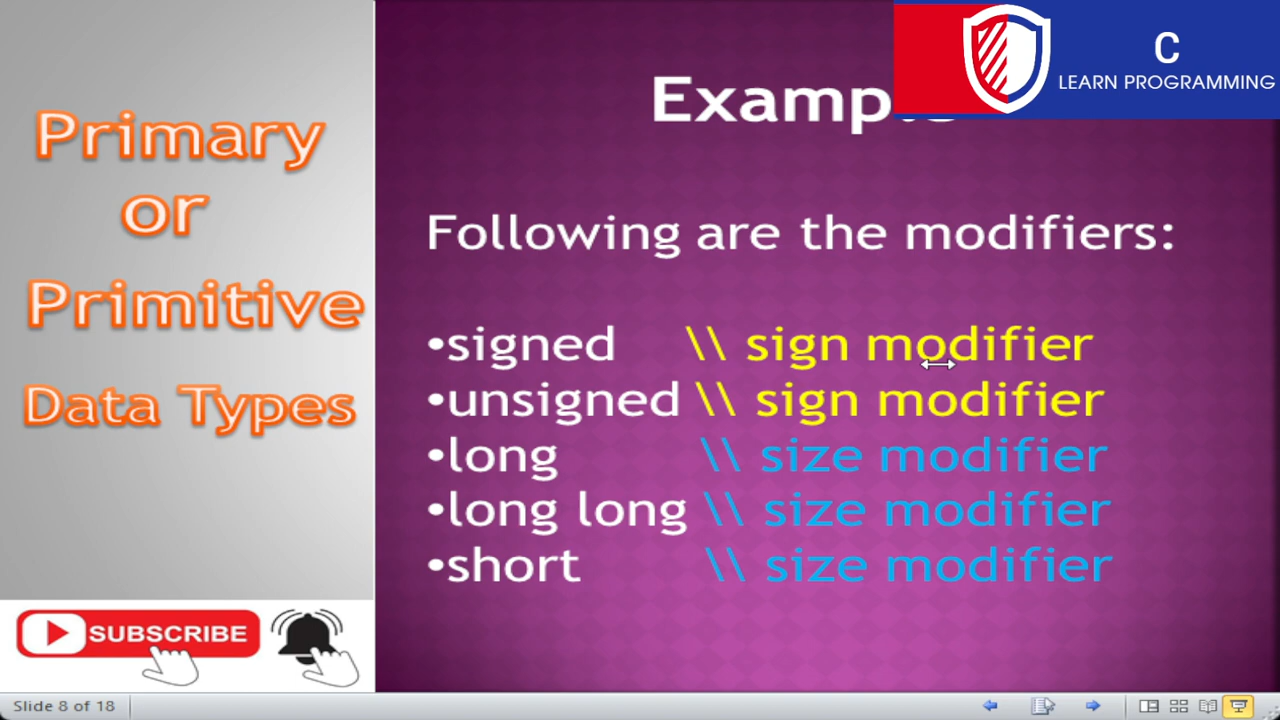 Primary
or
Primitive
Data Types
SUBSCRIBE
C
LEARN PROGRAMMING
Following are the modifiers:
•signed \\ sign modifier
•unsigned \\ sign modifier
•long \\ size modifier
•long long \\ size modifier
•short \\ size modifier
Slide 8 of 18